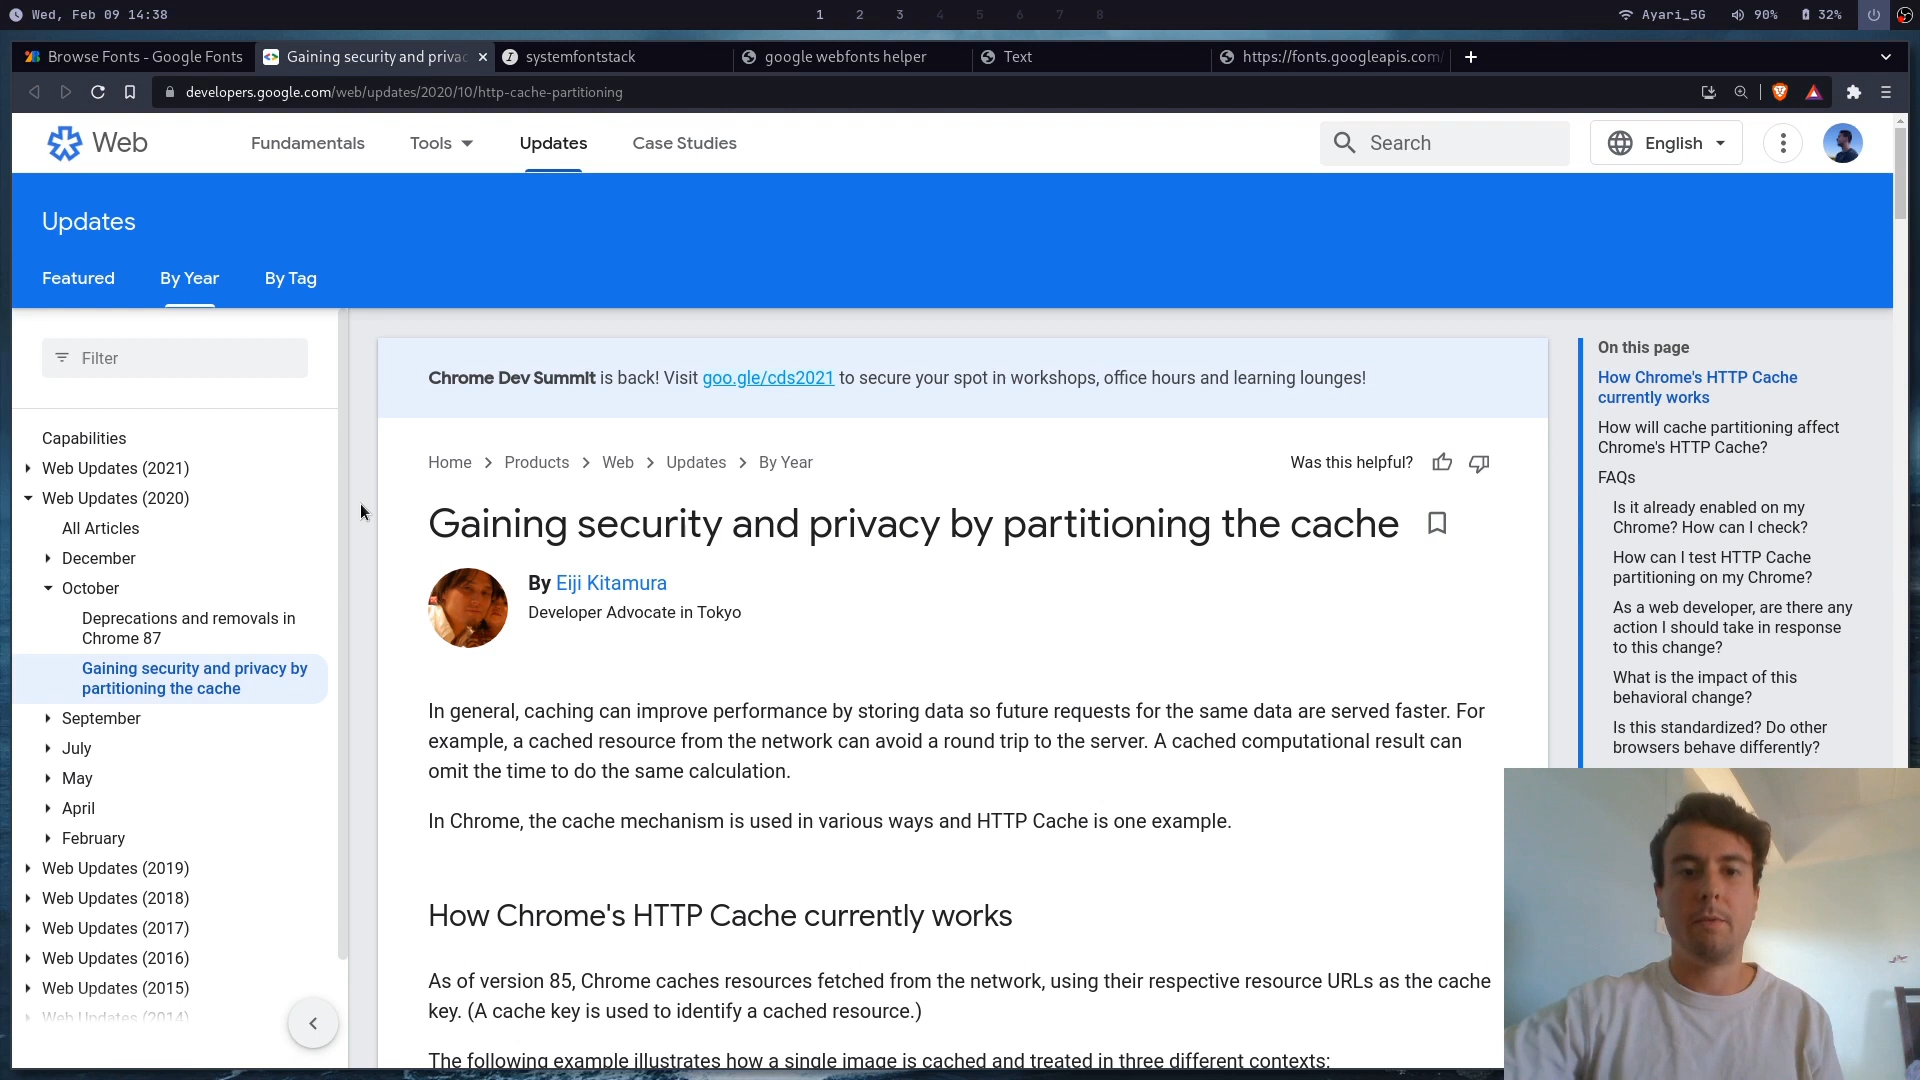 Wed, Feb 09 14:38
1 2 3 4 5 6 7 8
Ayari_5G 90% 32%
Browse Fonts - Google Fonts
Gaining security and privac
systemfontstack
google webfonts helper
Text
https://fonts.googleapis.com/
developers.google.com/web/updates/2020/10/http-cache-partitioning
Web
Fundamentals
Tools
Updates
Case Studies
Search
English
Updates
Featured
By Year
By Tag
Filter
Capabilities
Web Updates (2021)
Web Updates (2020)
All Articles
December
October
Deprecations and removals in
Chrome 87
Gaining security and privacy by
partitioning the cache
September
July
May
April
February
Web Updates (2019)
Web Updates (2018)
Web Updates (2017)
Web Updates (2016)
Web Updates (2015)
Web Updates (2014)
Chrome Dev Summit is back! Visit goo.gle/cds2021 to secure your spot in workshops, office hours and learning lounges!
Home > Products > Web > Updates > By Year
Was this helpful?
Gaining security and privacy by partitioning the cache
By Eiji Kitamura
Developer Advocate in Tokyo
In general, caching can improve performance by storing data so future requests for the same data are served faster. For
example, a cached resource from the network can avoid a round trip to the server. A cached computational result can
omit the time to do the same calculation.
In Chrome, the cache mechanism is used in various ways and HTTP Cache is one example.
How Chrome's HTTP Cache currently works
As of version 85, Chrome caches resources fetched from the network, using their respective resource URLs as the cache
key. (A cache key is used to identify a cached resource.)
The following example illustrates how a single image is cached and treated in three different contexts:
On this page
How Chrome's HTTP Cache
currently works
How will cache partitioning affect
Chrome's HTTP Cache?
FAQs
Is it already enabled on my
Chrome? How can I check?
How can I test HTTP Cache
partitioning on my Chrome?
As a web developer, are there any
action I should take in response
to this change?
What is the impact of this
behavioral change?
Is this standardized? Do other
browsers behave differently?